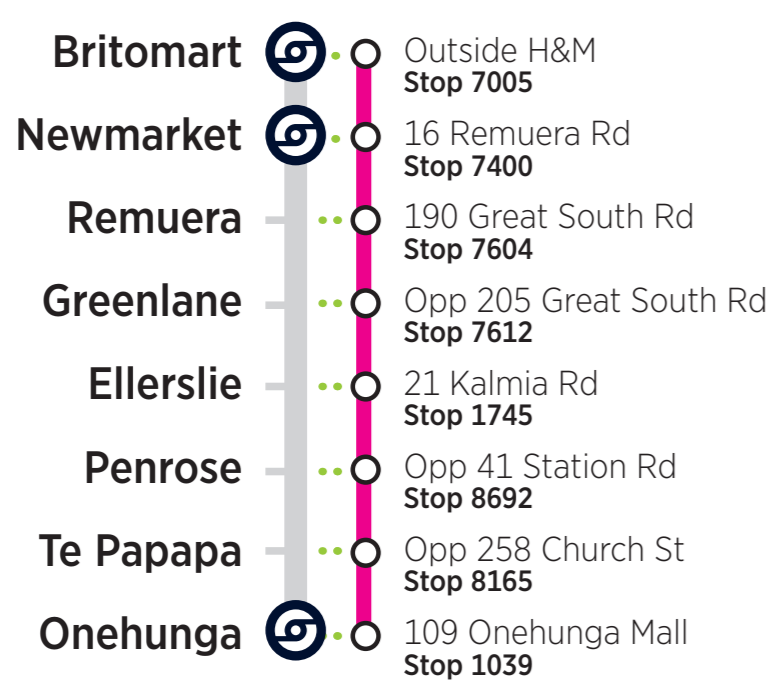 Britomart
Outside H&M
Stop 7005
Newmarket
16 Remuera Rd
Stop 7400
Remuera
190 Great South Rd
Stop 7604
Greenlane
Opp 205 Great South Rd
Stop 7612
Ellerslie
21 Kalmia Rd
Stop 1745
Penrose
Opp 41 Station Rd
Stop 8692
Te Papapa
Opp 258 Church St
Stop 8165
Onehunga
109 Onehunga Mall
Stop 1039